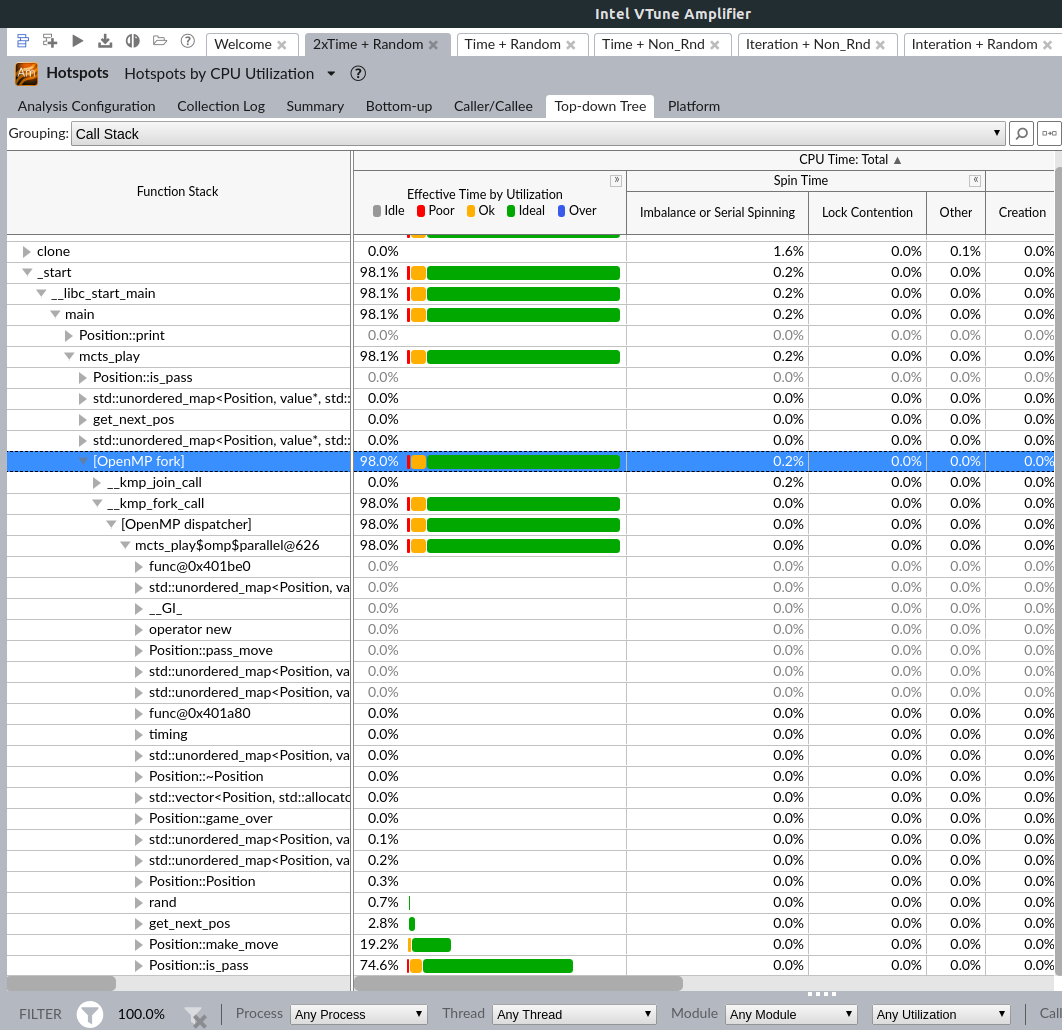 Intel VTune Amplifier
Welcome 2xTime + Random Time + Random Time + Non_Rnd Iteration + Non_Rnd Interation + Random
Hotspots Hotspots by CPU Utilization
Analysis Configuration Collection Log Summary Bottom-up Caller/Callee Top-down Tree Platform
Grouping: Call Stack
CPU Time: Total
Function Stack Effective Time by Utilization Spin Time
Idle Poor Ok Ideal Over Imbalance or Serial Spinning Lock Contention Other Creation
clone 0.0% 1.6% 0.0% 0.1% 0.0%
_start 98.1% 0.2% 0.0% 0.0% 0.0%
__libc_start_main 98.1% 0.2% 0.0% 0.0% 0.0%
main 98.1% 0.2% 0.0% 0.0% 0.0%
Position::print 0.0% 0.0% 0.0% 0.0% 0.0%
mcts_play 98.1% 0.2% 0.0% 0.0% 0.0%
Position::is_pass 0.0% 0.0% 0.0% 0.0% 0.0%
std::unordered_map<Position, value*, std:: 0.0% 0.0% 0.0% 0.0% 0.0%
get_next_pos 0.0% 0.0% 0.0% 0.0% 0.0%
std::unordered_map<Position, value*, std:: 0.0% 0.0% 0.0% 0.0% 0.0%
[OpenMP fork] 98.0% 0.2% 0.0% 0.0% 0.0%
__kmp_join_call 0.0% 0.2% 0.0% 0.0% 0.0%
__kmp_fork_call 98.0% 0.0% 0.0% 0.0% 0.0%
[OpenMP dispatcher] 98.0% 0.0% 0.0% 0.0% 0.0%
mcts_play$omp$parallel@626 98.0% 0.0% 0.0% 0.0% 0.0%
func@0x401be0 0.0% 0.0% 0.0% 0.0% 0.0%
std::unordered_map<Position, va 0.0% 0.0% 0.0% 0.0% 0.0%
__GI_ 0.0% 0.0% 0.0% 0.0% 0.0%
operator new 0.0% 0.0% 0.0% 0.0% 0.0%
Position::pass_move 0.0% 0.0% 0.0% 0.0% 0.0%
std::unordered_map<Position, va 0.0% 0.0% 0.0% 0.0% 0.0%
std::unordered_map<Position, va 0.0% 0.0% 0.0% 0.0% 0.0%
func@0x401a80 0.0% 0.0% 0.0% 0.0% 0.0%
timing 0.0% 0.0% 0.0% 0.0% 0.0%
std::unordered_map<Position, va 0.0% 0.0% 0.0% 0.0% 0.0%
Position::~Position 0.0% 0.0% 0.0% 0.0% 0.0%
std::vector<Position, std::allocato 0.0% 0.0% 0.0% 0.0% 0.0%
Position::game_over 0.0% 0.0% 0.0% 0.0% 0.0%
std::unordered_map<Position, va 0.1% 0.0% 0.0% 0.0% 0.0%
std::unordered_map<Position, va 0.2% 0.0% 0.0% 0.0% 0.0%
Position::Position 0.3% 0.0% 0.0% 0.0% 0.0%
rand 0.7% 0.0% 0.0% 0.0% 0.0%
get_next_pos 2.8% 0.0% 0.0% 0.0% 0.0%
Position::make_move 19.2% 0.0% 0.0% 0.0% 0.0%
Position::is_pass 74.6% 0.0% 0.0% 0.0% 0.0%
FILTER 100.0% Process Any Process Thread Any Thread Module Any Module Any Utilization Cal